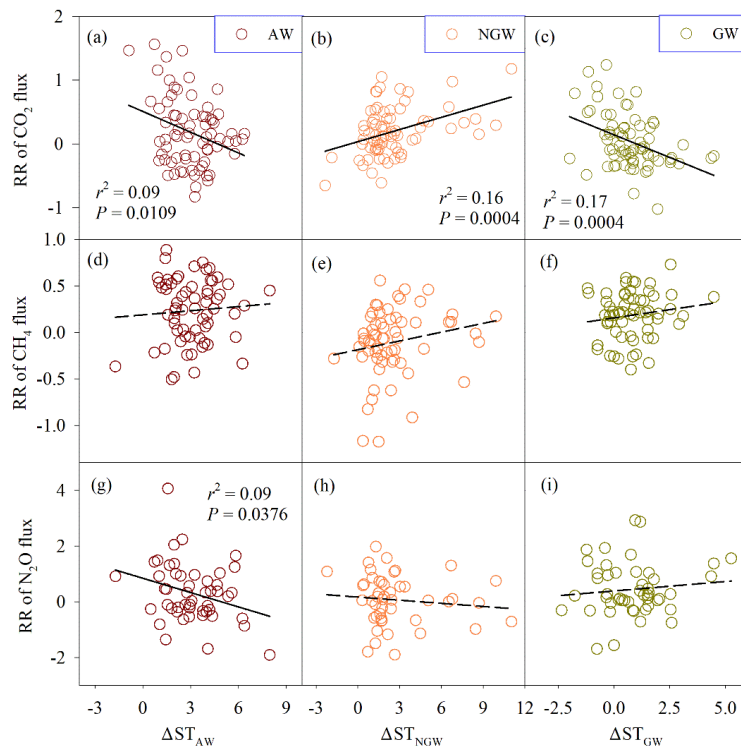 (a) AW
(b) NGW
(c) GW
2
1
0
-1
RR of CO2 flux
r2 = 0.09
P = 0.0109
r2 = 0.16
P = 0.0004
r2 = 0.17
P = 0.0004
(d)
(e)
(f)
1.0
0.5
0.0
-0.5
-1.0
RR of CH4 flux
(g)
(h)
(i)
4
2
0
-2
RR of N2O flux
r2 = 0.09
P = 0.0376
-3 0 3 6 9
-3 0 3 6 9 12
-2.5 0.0 2.5 5.0
ΔSTAW
ΔSTNGW
ΔSTGW